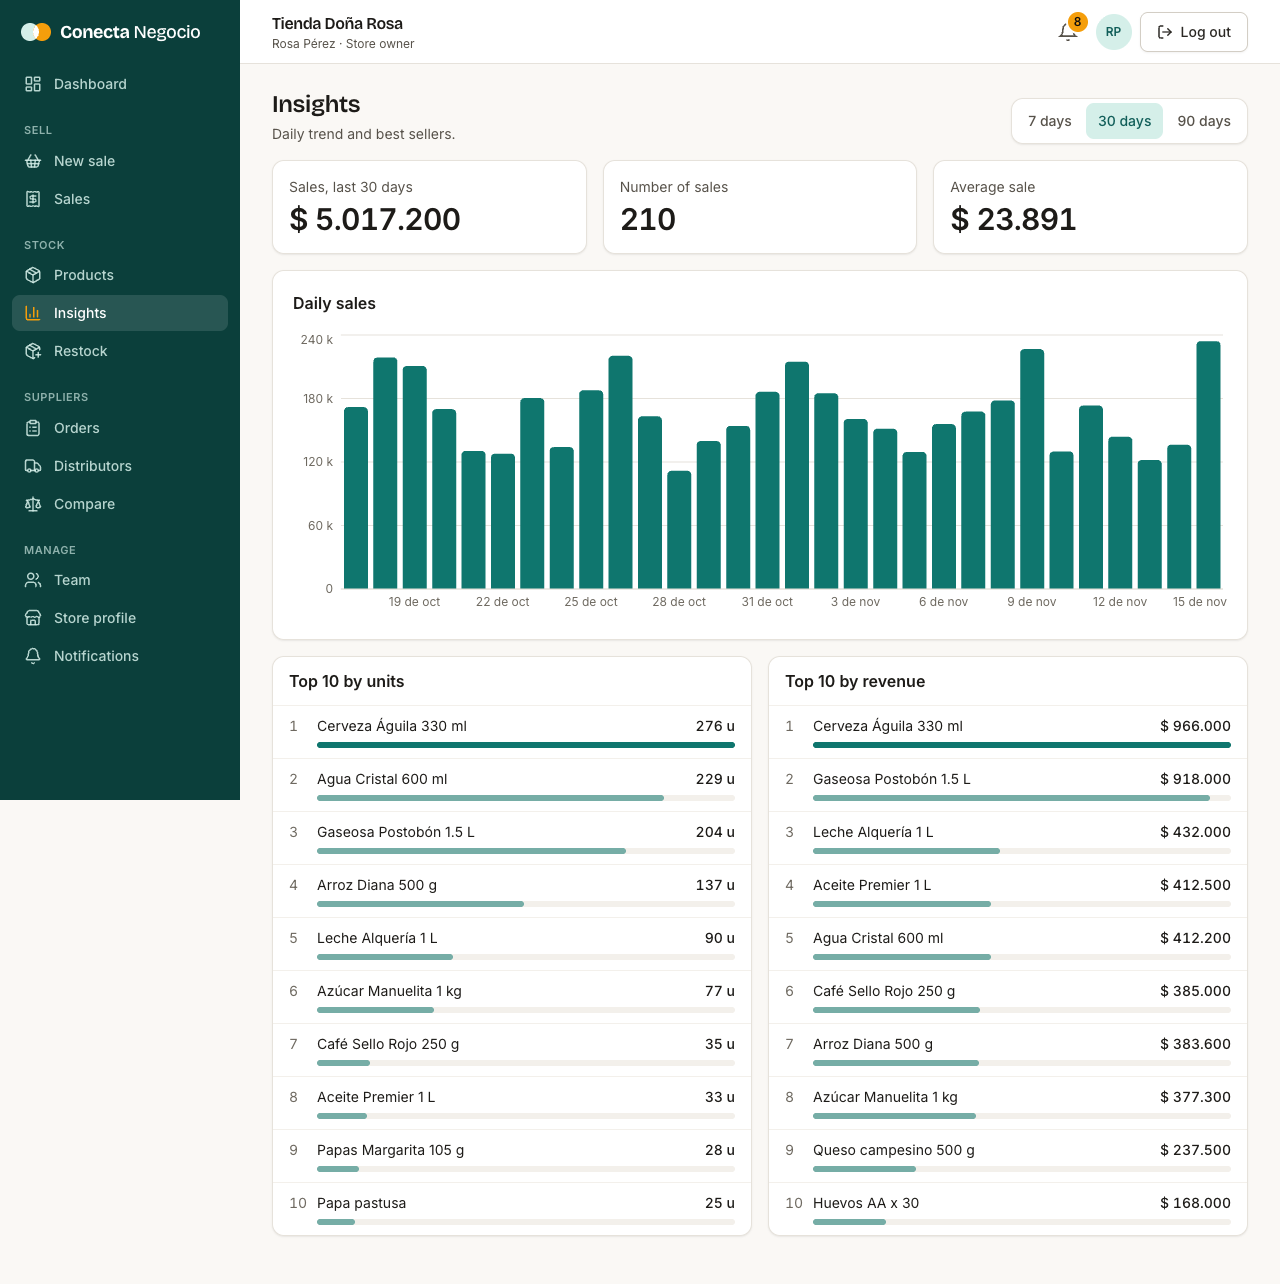 Conecta Negocio
Dashboard
SELL
New sale
Sales
STOCK
Products
Insights
Restock
SUPPLIERS
Orders
Distributors
Compare
MANAGE
Team
Store profile
Notifications
Tienda Doña Rosa
Rosa Pérez · Store owner
8
RP
Log out
Insights
Daily trend and best sellers.
7 days
30 days
90 days
Sales, last 30 days
$ 5.017.200
Number of sales
210
Average sale
$ 23.891
Daily sales
240 k
180 k
120 k
60 k
0
19 de oct
22 de oct
25 de oct
28 de oct
31 de oct
3 de nov
6 de nov
9 de nov
12 de nov
15 de nov
Top 10 by units
1 Cerveza Águila 330 ml 276 u
2 Agua Cristal 600 ml 229 u
3 Gaseosa Postobón 1.5 L 204 u
4 Arroz Diana 500 g 137 u
5 Leche Alquería 1 L 90 u
6 Azúcar Manuelita 1 kg 77 u
7 Café Sello Rojo 250 g 35 u
8 Aceite Premier 1 L 33 u
9 Papas Margarita 105 g 28 u
10 Papa pastusa 25 u
Top 10 by revenue
1 Cerveza Águila 330 ml $ 966.000
2 Gaseosa Postobón 1.5 L $ 918.000
3 Leche Alquería 1 L $ 432.000
4 Aceite Premier 1 L $ 412.500
5 Agua Cristal 600 ml $ 412.200
6 Café Sello Rojo 250 g $ 385.000
7 Arroz Diana 500 g $ 383.600
8 Azúcar Manuelita 1 kg $ 377.300
9 Queso campesino 500 g $ 237.500
10 Huevos AA x 30 $ 168.000